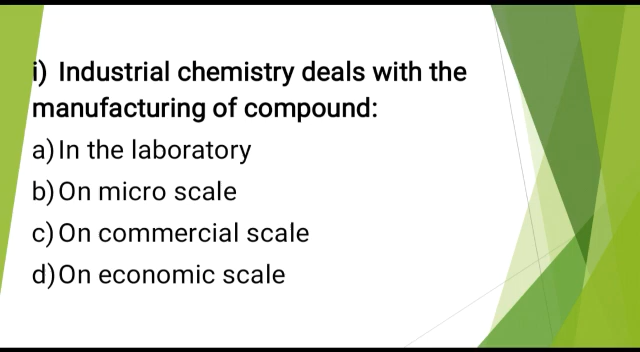 i) Industrial chemistry deals with the
manufacturing of compound:
a)In the laboratory
b)On micro scale
c)On commercial scale
d)On economic scale